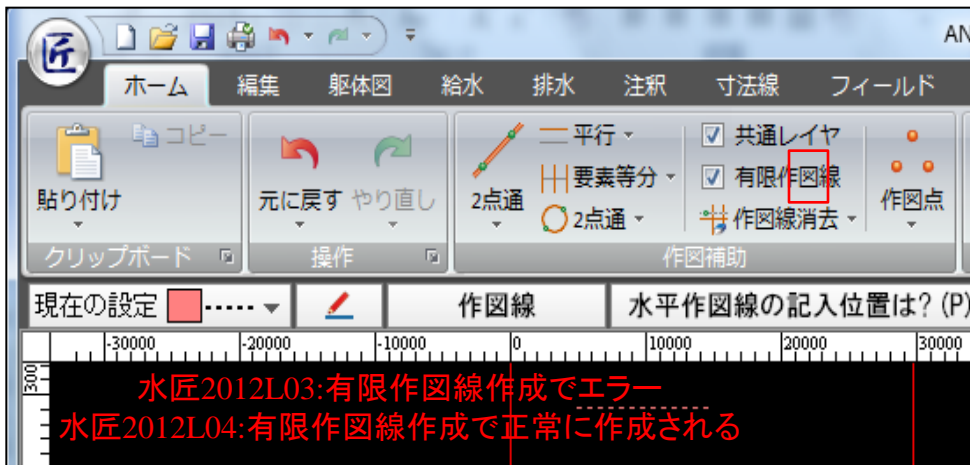 匠
AN
ホーム 編集 躯体図 給水 排水 注釈 寸法線 フィールド
貼り付け
コピー
クリップボード
元に戻す やり直し
操作
2点通
平行
要素等分
2点通
共通レイヤ
有限作図線
作図線消去
作図点
作図補助
現在の設定
作図線
水平作図線の記入位置は? (P)
-30000 -20000 -10000 0 10000 20000 30000
300
水匠2012L03:有限作図線作成でエラー
水匠2012L04:有限作図線作成で正常に作成される